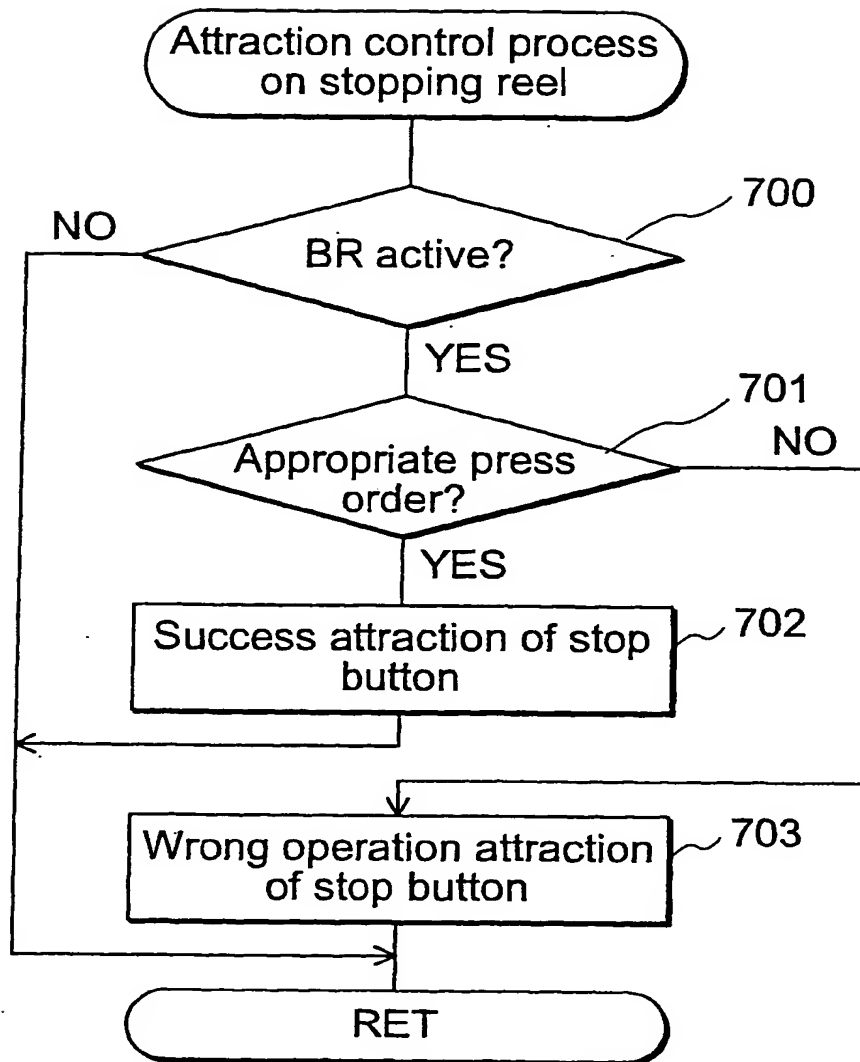 Attraction control process
on stopping reel
700
NO
BR active?
YES
701
NO
Appropriate press
order?
YES
Success attraction of stop
button
702
Wrong operation attraction
of stop button
703
RET